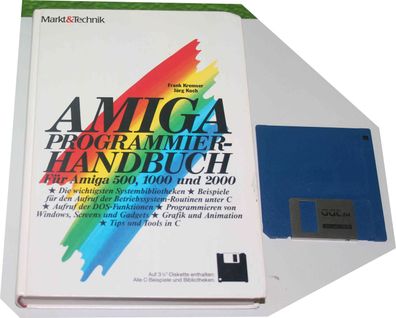 Markt&Technik
Frank Kremser
Jörg Koch
AMIGA
PROGRAMMIER-
HANDBUCH
Für Amiga 500, 1000 und 2000
★ Die wichtigsten Systembibliotheken ★ Beispiele
für den Aufruf der Betriebssystem-Routinen unter C
★ Aufruf der DOS-Funktionen ★ Programmieren von
Windows, Screens und Gadgets ★ Grafik und Animation
★ Tips und Tools in C
Auf 3½"-Diskette enthalten:
Alle C-Beispiele und Bibliotheken.